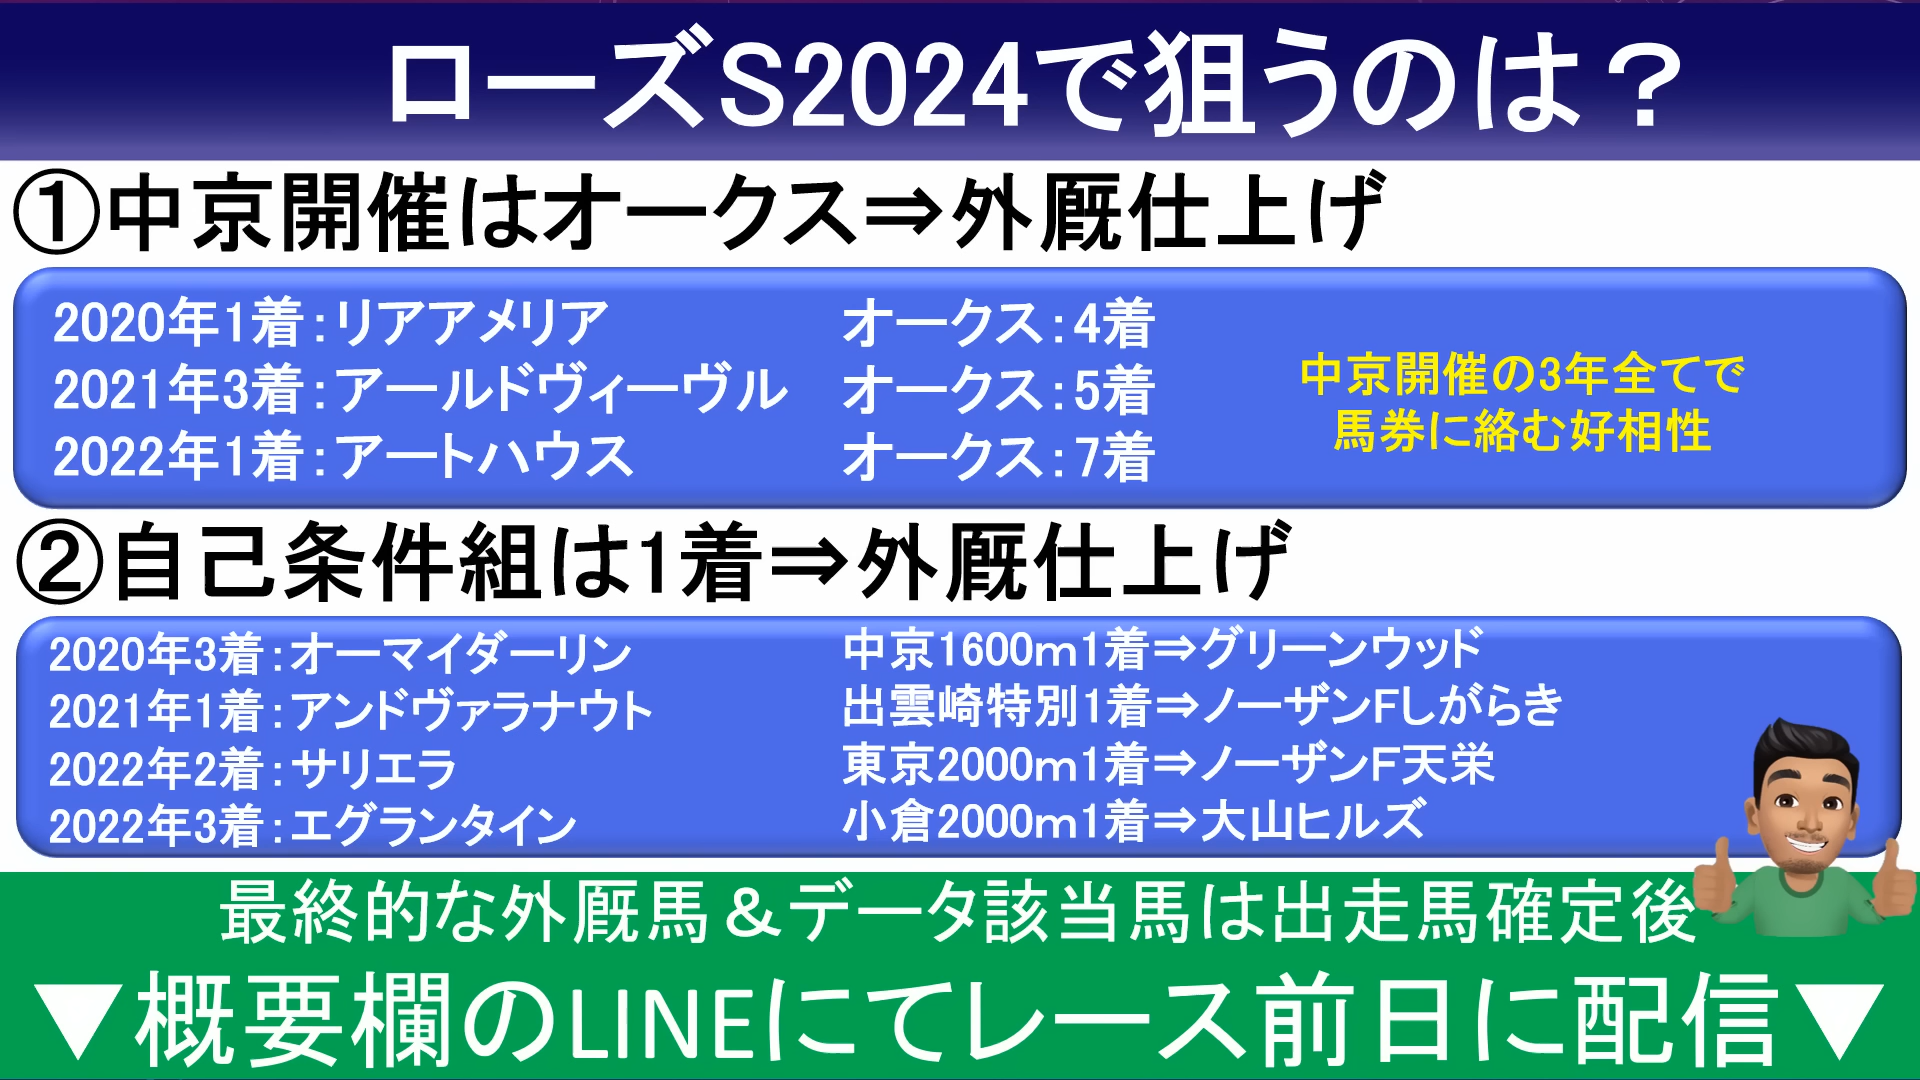 ローズS2024で狙うのは？
①中京開催はオークス⇒外厩仕上げ
2020年1着：リアアメリア　オークス：4着
2021年3着：アールドヴィーヴル　オークス：5着
2022年1着：アートハウス　オークス：7着
中京開催の3年全てで
馬券に絡む好相性
②自己条件組は1着⇒外厩仕上げ
2020年3着：オーマイダーリン　中京1600m1着⇒グリーンウッド
2021年1着：アンドヴァラナウト　出雲崎特別1着⇒ノーザンFしがらき
2022年2着：サリエラ　東京2000m1着⇒ノーザンF天栄
2022年3着：エグランタイン　小倉2000m1着⇒大山ヒルズ
最終的な外厩馬＆データ該当馬は出走馬確定後
▼概要欄のLINEにてレース前日に配信▼